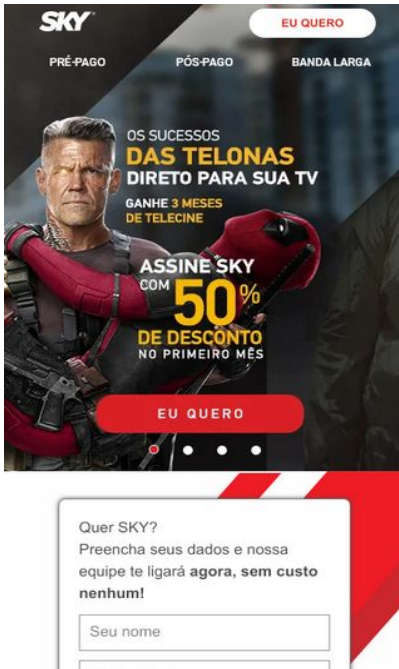 SKY
EU QUERO
PRÉ-PAGO PÓS-PAGO BANDA LARGA
OS SUCESSOS
DAS TELONAS
DIRETO PARA SUA TV
GANHE 3 MESES
DE TELECINE
ASSINE SKY
COM 50%
DE DESCONTO
NO PRIMEIRO MÊS
EU QUERO
Quer SKY?
Preencha seus dados e nossa
equipe te ligará agora, sem custo
nenhum!
Seu nome